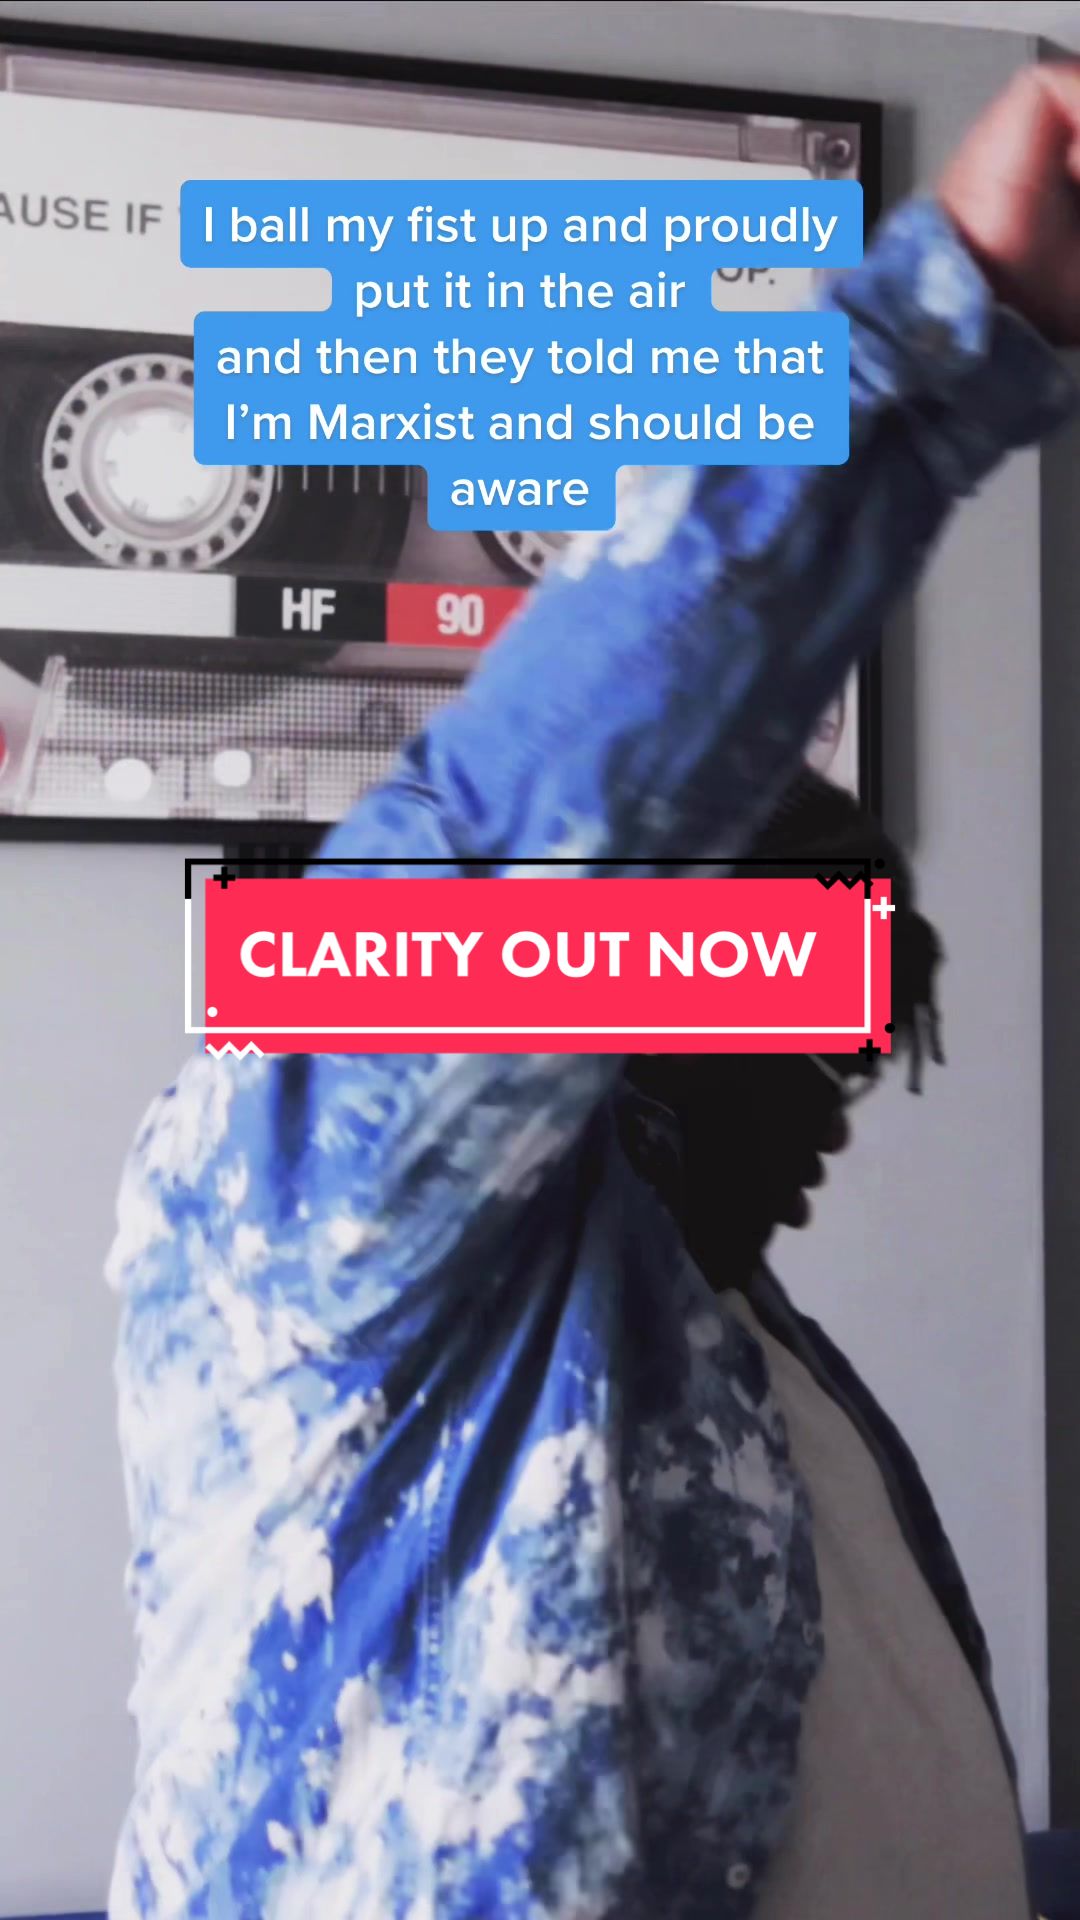 AUSE IF
I ball my fist up and proudly
put it in the air
UP.
and then they told me that
I'm Marxist and should be
aware
HF 90
CLARITY OUT NOW